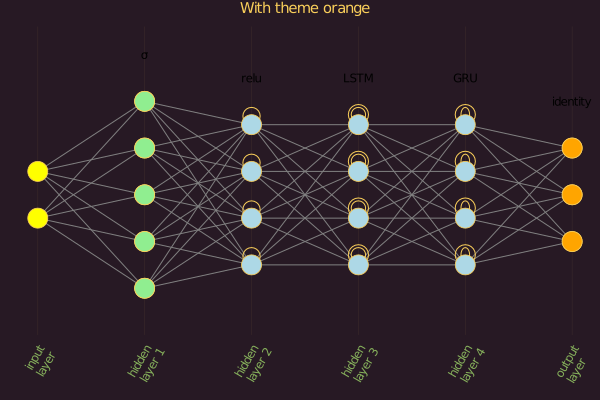 With theme orange
σ
relu
LSTM
GRU
identity
input
layer
hidden
layer 1
hidden
layer 2
hidden
layer 3
hidden
layer 4
output
layer